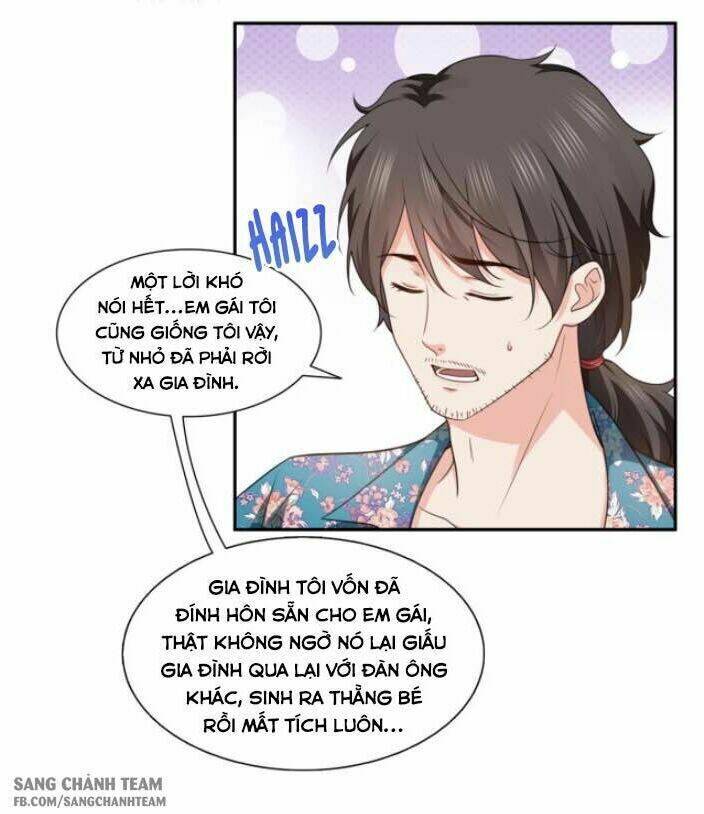 HAIZZ
MỘT LỜI KHÓ
NÓI HẾT...EM GÁI TÔI
CŨNG GIỐNG TÔI VẬY,
TỪ NHỎ ĐÃ PHẢI RỜI
XA GIA ĐÌNH.
GIA ĐÌNH TÔI VỐN ĐÃ
ĐÍNH HÔN SẴN CHO EM GÁI,
THẬT KHÔNG NGỜ NÓ LẠI GIẤU
GIA ĐÌNH QUA LẠI VỚI ĐÀN ÔNG
KHÁC, SINH RA THẰNG BÉ
RỒI MẤT TÍCH LUÔN...
SANG CHẢNH TEAM
FB.COM/SANGCHANHTEAM